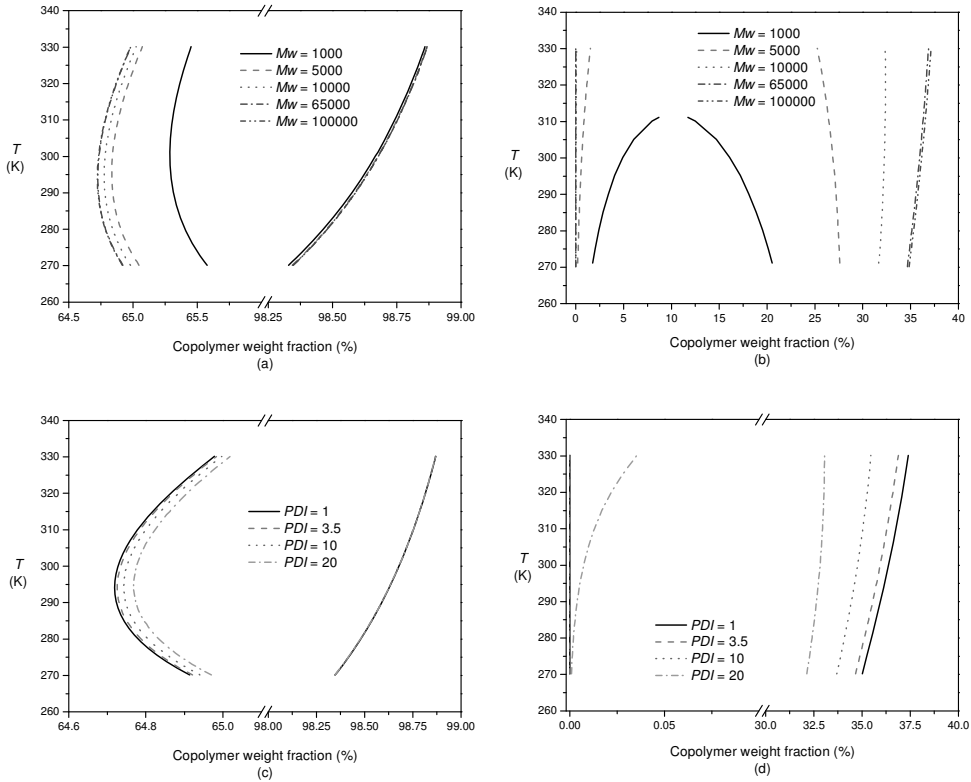 340
330
320
310
300
290
280
270
260
T
(K)
Mw = 1000
Mw = 5000
Mw = 10000
Mw = 65000
Mw = 100000
64.5 65.0 65.5 98.25 98.50 98.75 99.00
Copolymer weight fraction (%)
(a)
340
330
320
310
300
290
280
270
260
T
(K)
Mw = 1000
Mw = 5000
Mw = 10000
Mw = 65000
Mw = 100000
0 5 10 15 20 25 30 35 40
Copolymer weight fraction (%)
(b)
340
330
320
310
300
290
280
270
260
T
(K)
PDI = 1
PDI = 3.5
PDI = 10
PDI = 20
64.6 64.8 65.0 98.00 98.25 98.50 98.75 99.00
Copolymer weight fraction (%)
(c)
340
330
320
310
300
290
280
270
260
T
(K)
PDI = 1
PDI = 3.5
PDI = 10
PDI = 20
0.00 0.05 30.0 32.5 35.0 37.5 40.0
Copolymer weight fraction (%)
(d)